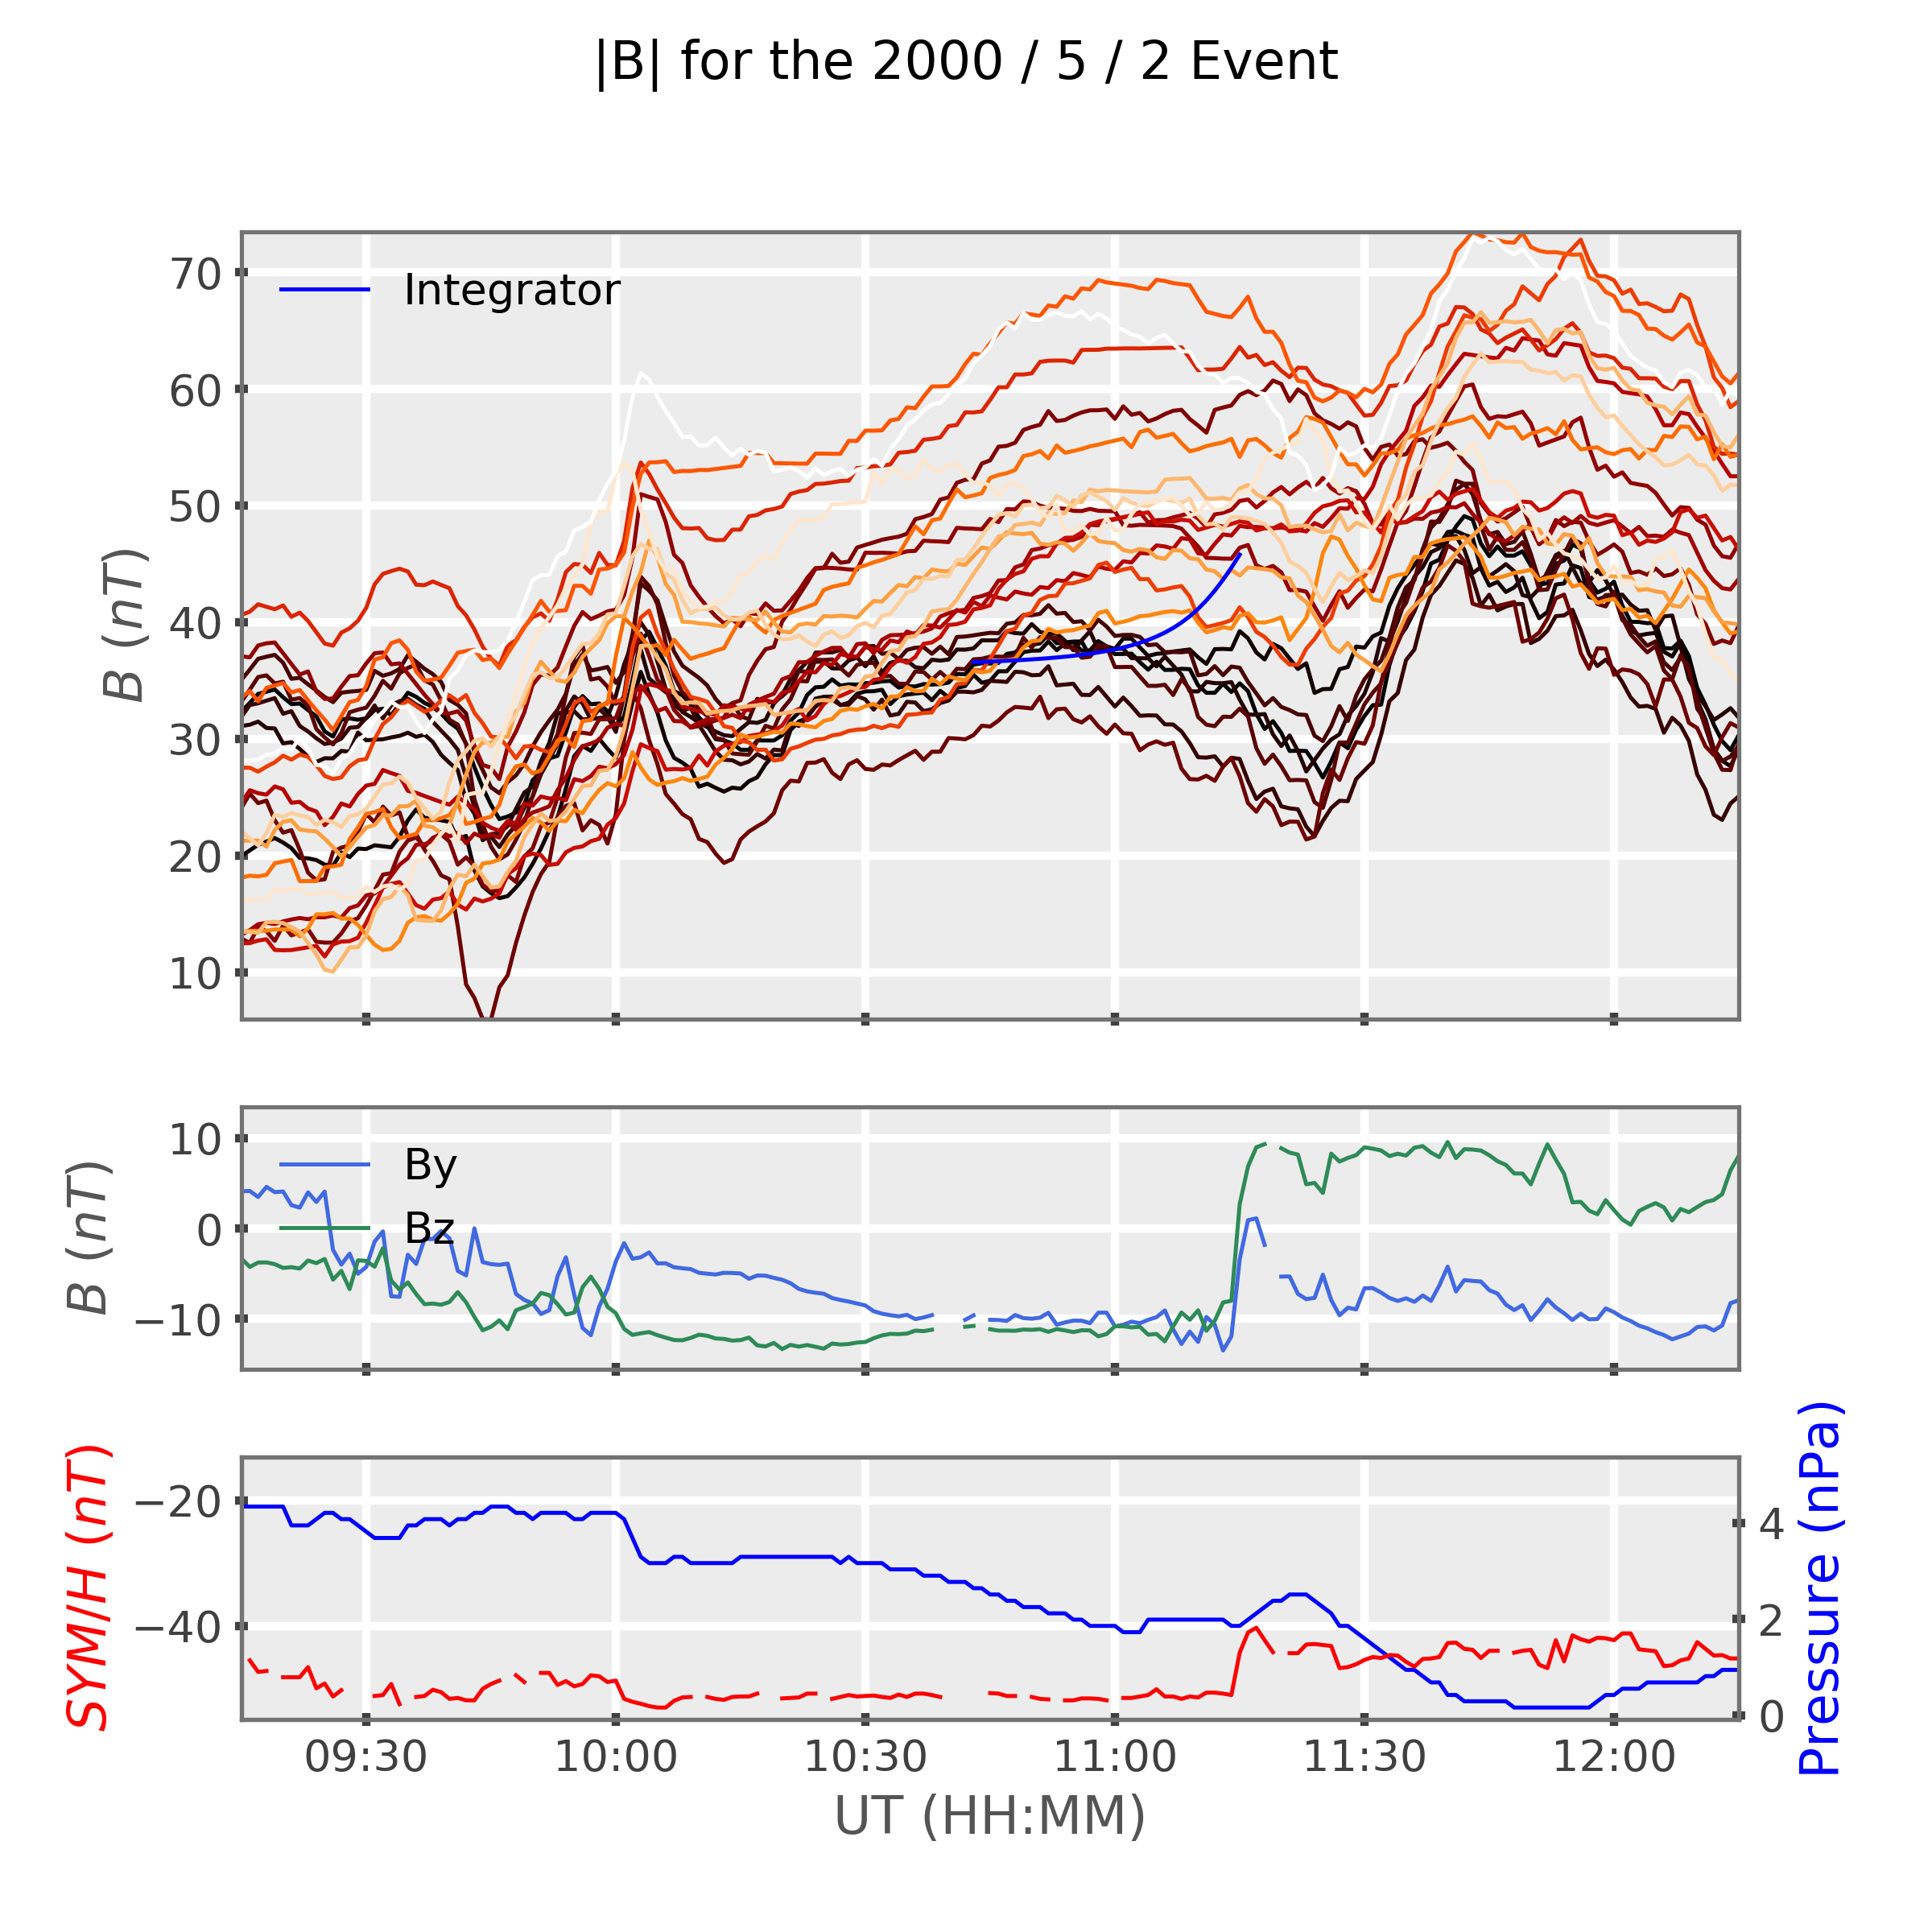 |B| for the 2000 / 5 / 2 Event
B (nT)
70
60
50
40
30
20
10
Integrator
B (nT)
10
0
−10
By
Bz
SYM/H (nT)
−20
−40
4
2
0
Pressure (nPa)
09:30 10:00 10:30 11:00 11:30 12:00
UT (HH:MM)